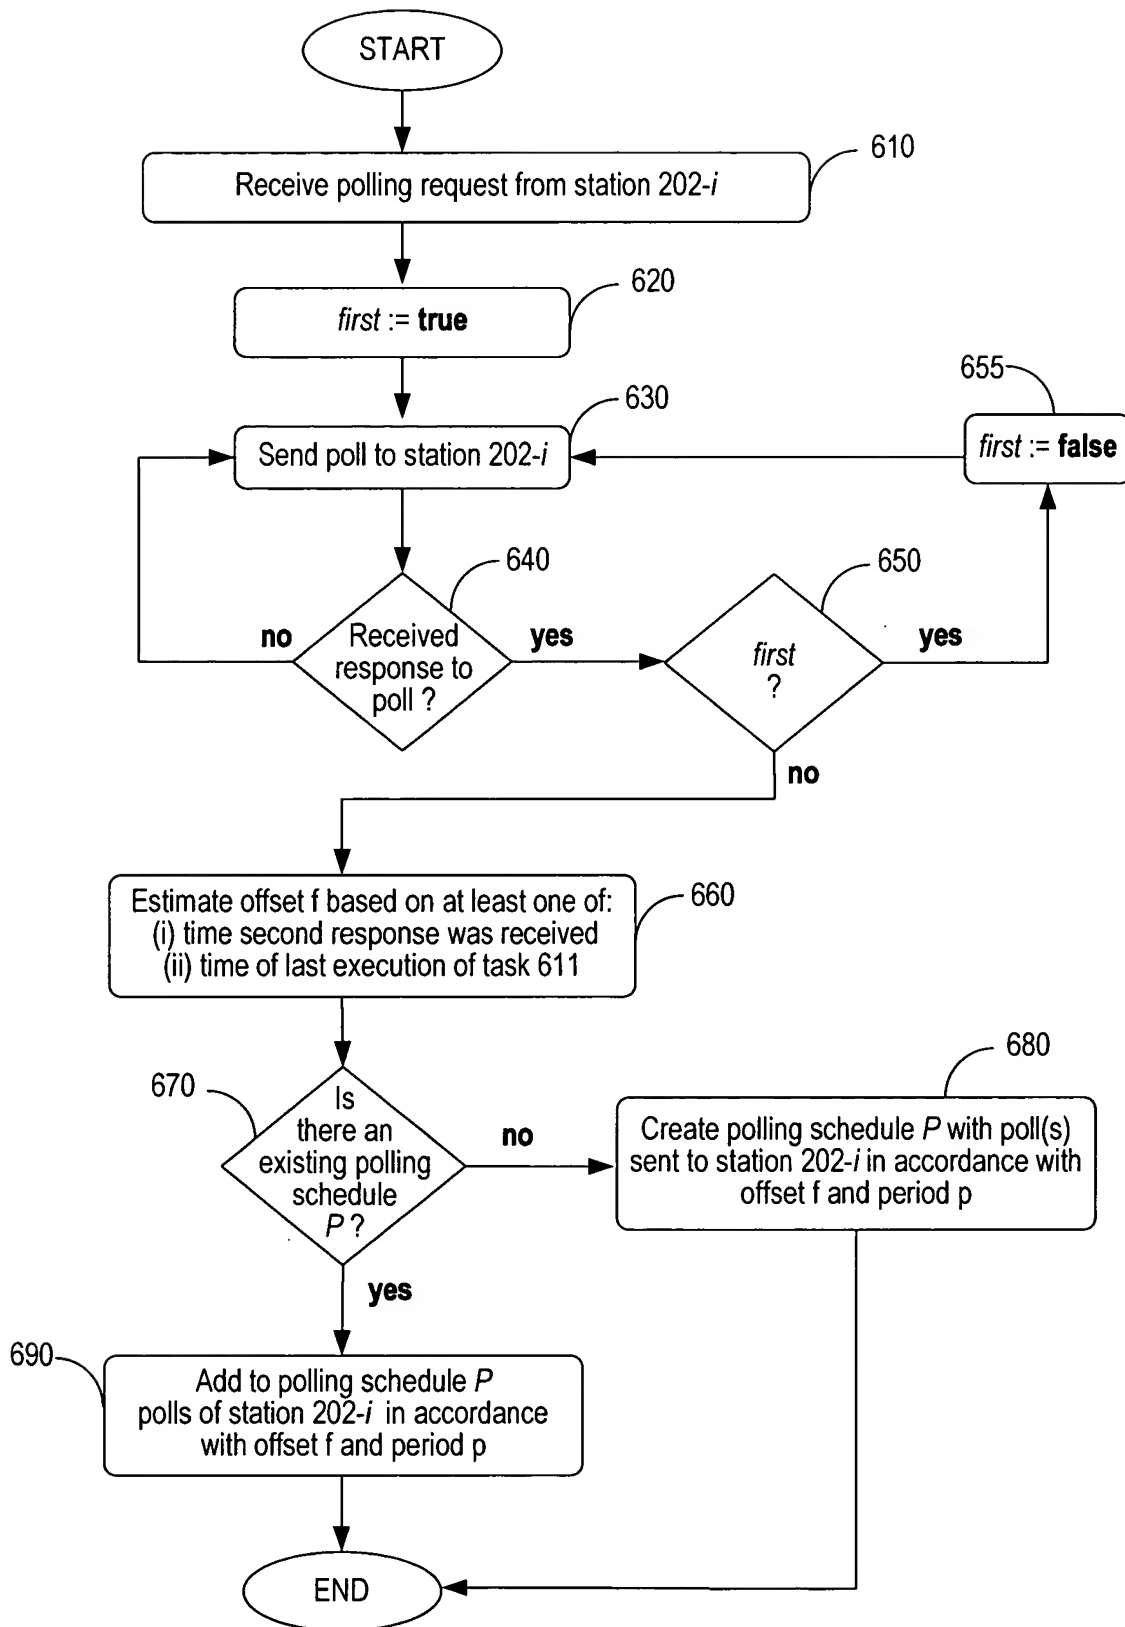 START
610
Receive polling request from station 202-i
620
first := true
655
630
Send poll to station 202-i
first := false
640
650
no
Received
response to
poll ?
yes
first
?
yes
no
Estimate offset f based on at least one of:
(i) time second response was received
(ii) time of last execution of task 611
660
680
670
Is
there an
existing polling
schedule
P ?
no
Create polling schedule P with poll(s)
sent to station 202-i in accordance with
offset f and period p
yes
690
Add to polling schedule P
polls of station 202-i in accordance
with offset f and period p
END